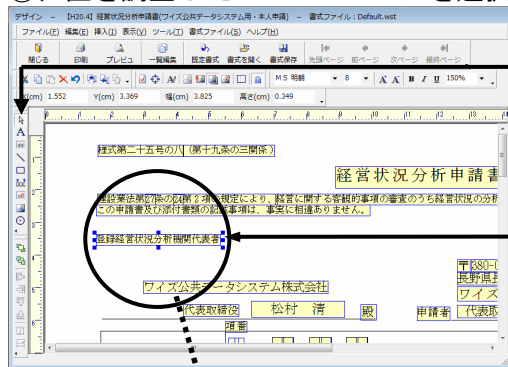 デザイン － 【H20.4】経営状況分析申請書(ワイズ公共データシステム用・本人申請) － 書式ファイル : Default.wst
ファイル(F) 編集(E) 挿入(I) 表示(V) ツール(T) 書式ファイル(S) ヘルプ(H)
閉じる 印刷 プレビュー 一覧編集 既定書式 書式を開く 書式保存 先頭ページ 前ページ 次ページ 最終ページ
MS 明朝 8 A A B I U 150%
X(cm) 1.552 Y(cm) 3.369 幅(cm) 3.825 高さ(cm) 0.349
様式第二十五号の八 (第十九条の三関係)
経営状況分析申請書
建設業法第27条の24第2項の規定により、経営に関する客観的事項の審査のうち経営状況の分析
この申請書及び添付書類の記載事項は、事実に相違ありません。
登録経営状況分析機関代表者
〒380-0
長野県長
ワイズ公共データシステム株式会社
ワイズ
代表取締役 松村 清 殿 申請者 代表取
項番